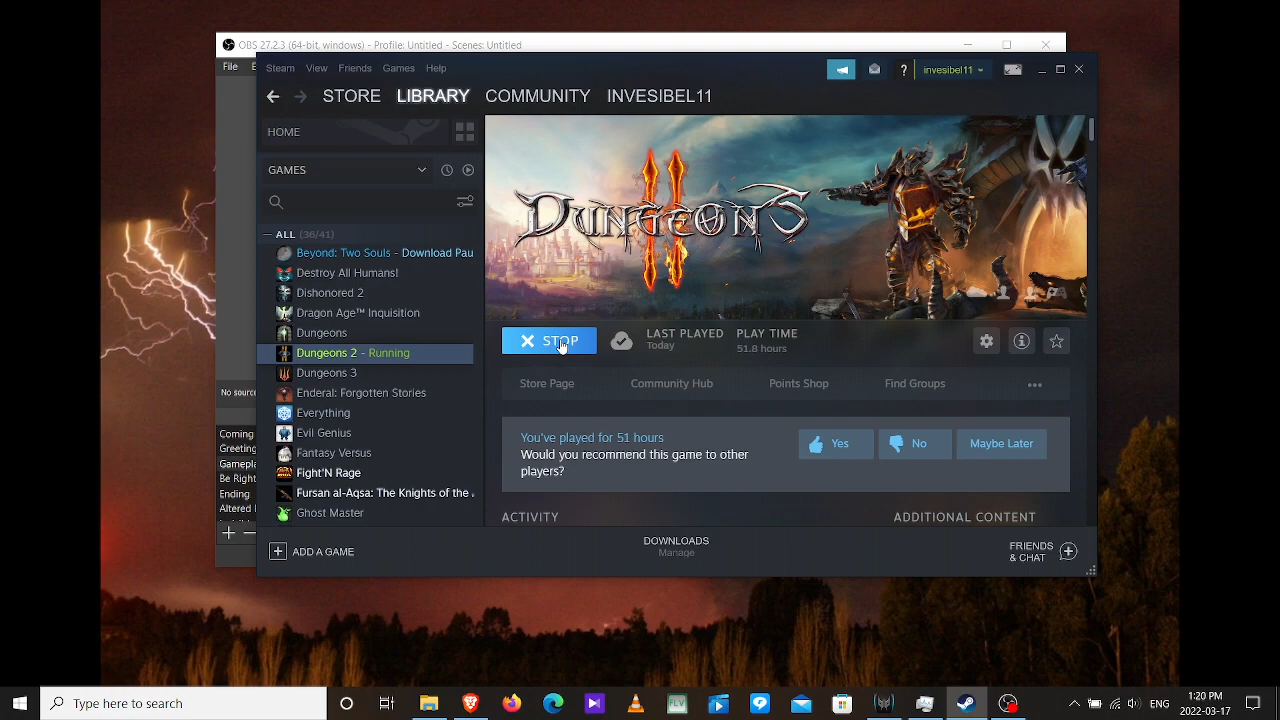 OBS 27.2.3 (64-bit, windows) - Profile: Untitled - Scenes: Untitled
File
Steam View Friends Games Help
invesibel11
STORE LIBRARY COMMUNITY INVESIBEL11
HOME
GAMES
ALL (36/41)
Beyond: Two Souls - Download Pau
Destroy All Humans!
Dishonored 2
Dragon Age™ Inquisition
Dungeons
Dungeons 2 - Running
Dungeons 3
Enderal: Forgotten Stories
Everything
Evil Genius
Fantasy Versus
Fight'N Rage
Fursan al-Aqsa: The Knights of the
Ghost Master
DUNGEONS II
STOP
LAST PLAYED
Today
PLAY TIME
51.8 hours
Store Page Community Hub Points Shop Find Groups
You've played for 51 hours
Would you recommend this game to other
players?
Yes No Maybe Later
ACTIVITY
ADDITIONAL CONTENT
ADD A GAME
DOWNLOADS
Manage
FRIENDS
& CHAT
No source
Coming
Greeting
Gamepla
Be Right
Ending
Altered
Type here to search
FLV
ENG
1:20 PM
2022-03-17